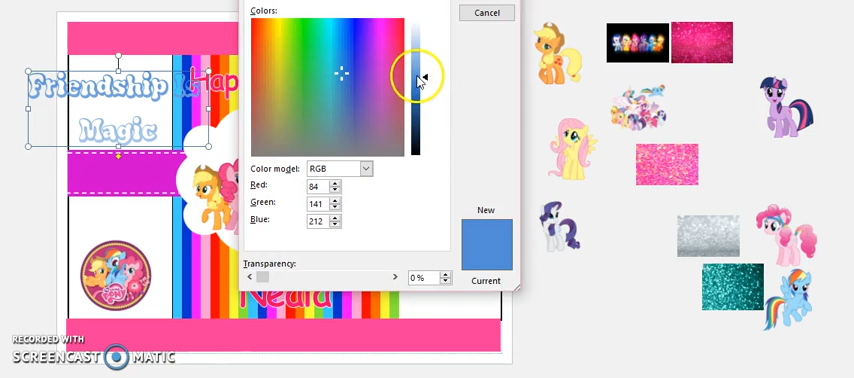 Colors:
Cancel
Friendship Is
Magic
Hap
Color model: RGB
Red: 84
Green: 141
Blue: 212
New
Transparency:
0 %
Current
RECORDED WITH
SCREENCAST MATIC